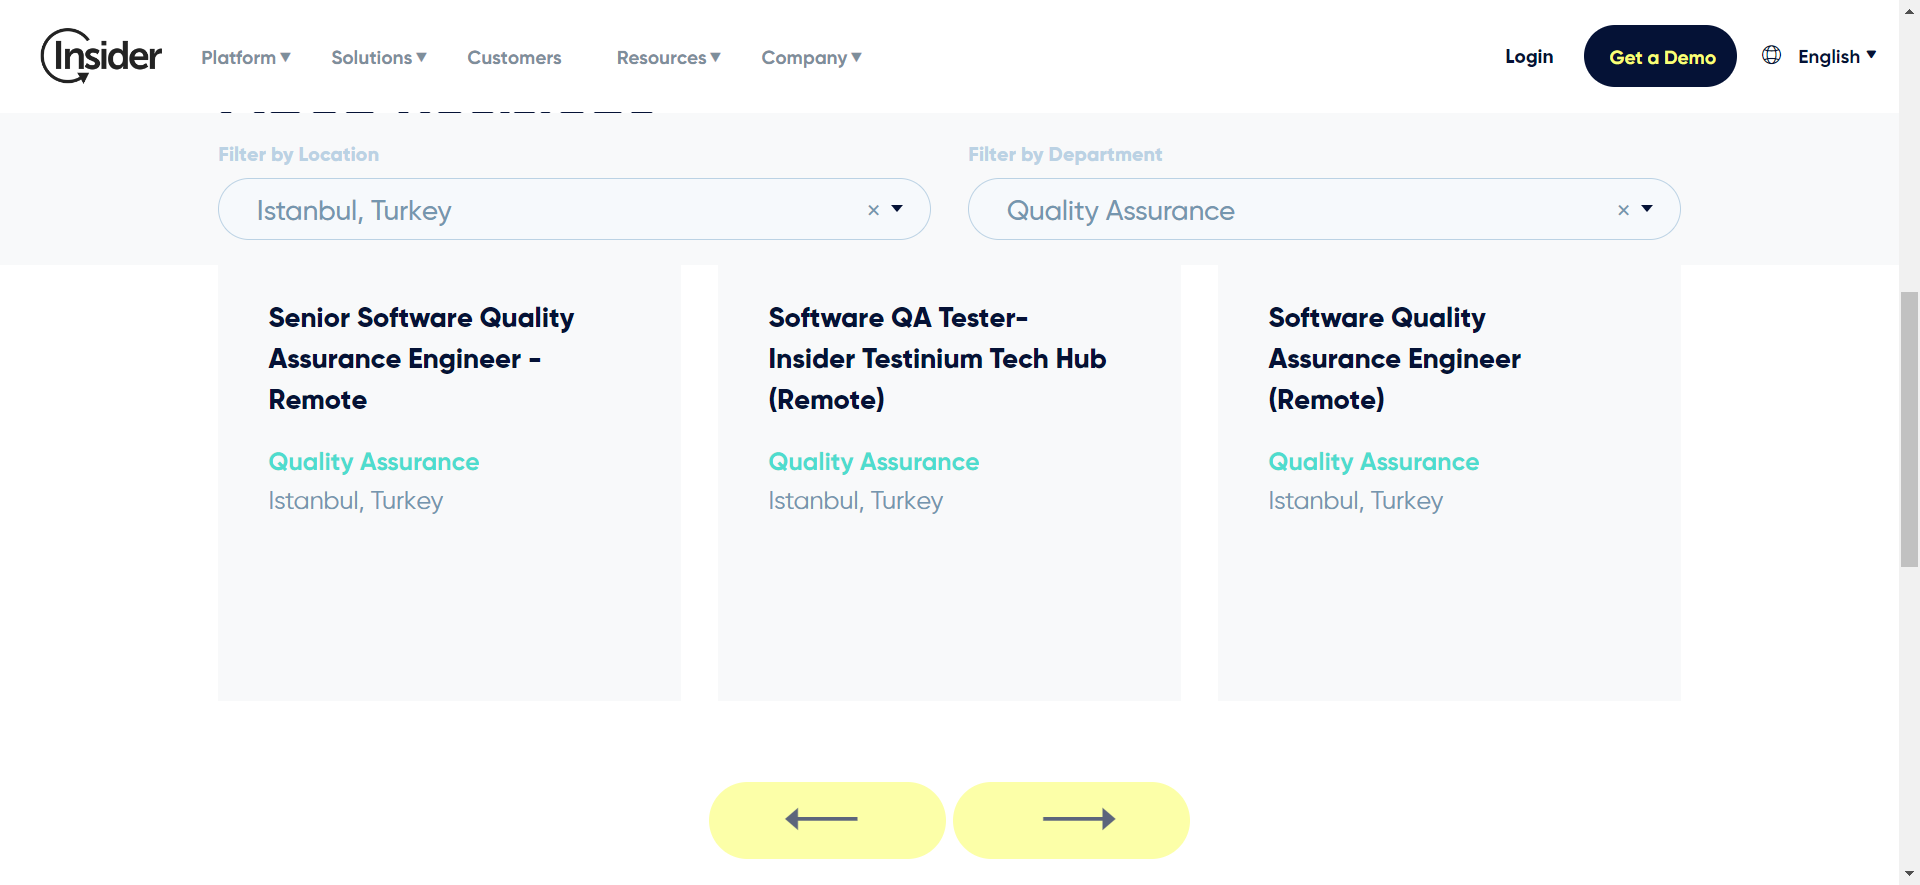 Insider
Platform ▼
Solutions ▼
Customers
Resources ▼
Company ▼
Login
Get a Demo
English ▼
Filter by Location
Filter by Department
Istanbul, Turkey × 
Quality Assurance ×
Senior Software Quality
Assurance Engineer -
Remote
Quality Assurance
Istanbul, Turkey
Software QA Tester-
Insider Testinium Tech Hub
(Remote)
Quality Assurance
Istanbul, Turkey
Software Quality
Assurance Engineer
(Remote)
Quality Assurance
Istanbul, Turkey